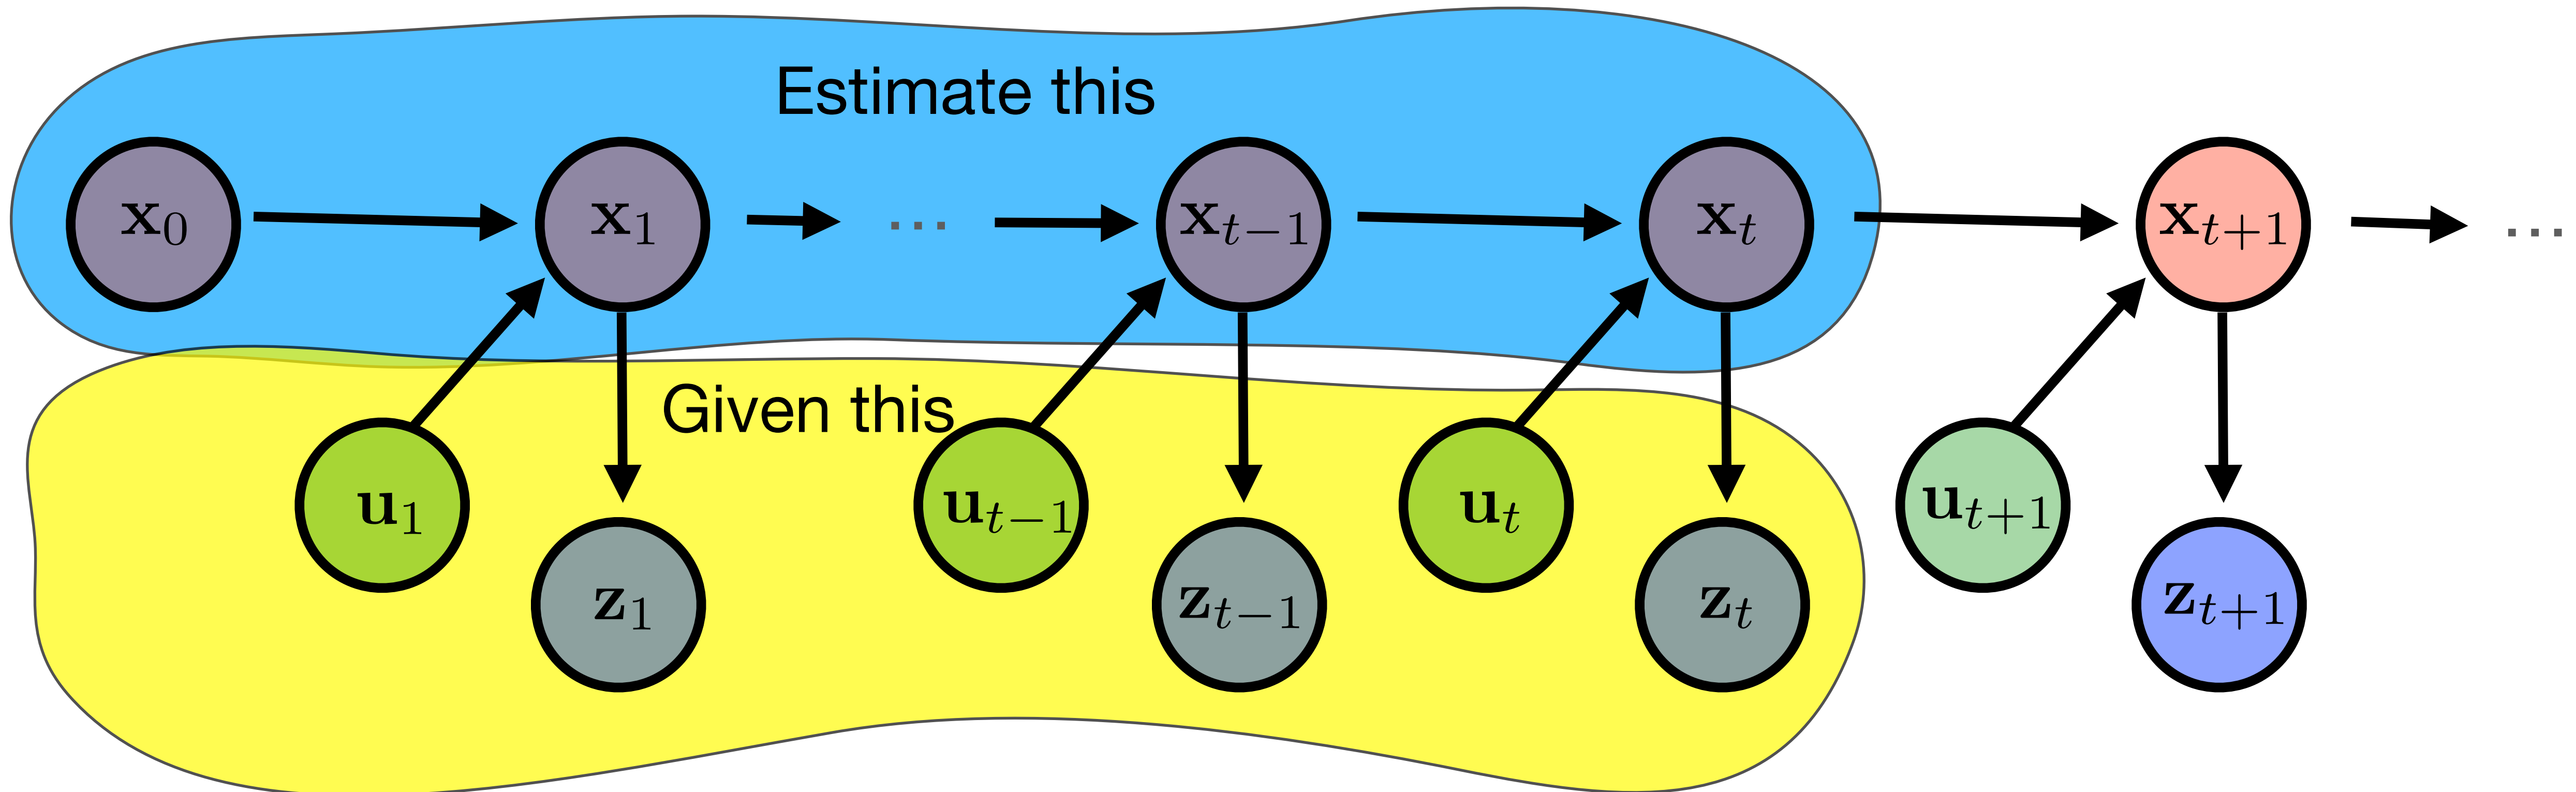 Estimate this
x₀ x₁ ... xₜ₋₁ xₜ xₜ₊₁ ...
Given this
u₁ uₜ₋₁ uₜ uₜ₊₁
z₁ zₜ₋₁ zₜ zₜ₊₁